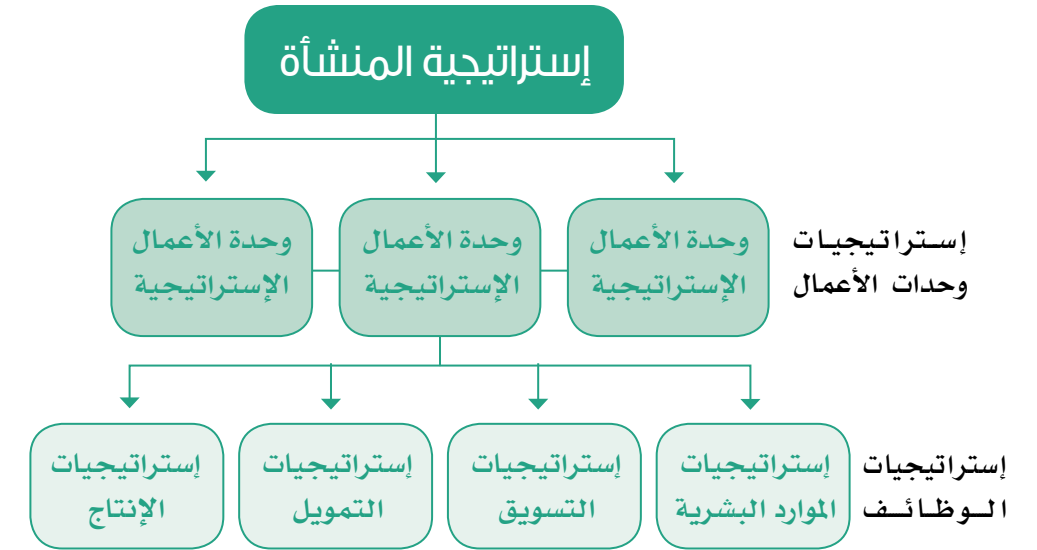 إستراتيجية المنشأة
إستراتيجيات
وحدات الأعمال
وحدة الأعمال
الإستراتيجية
وحدة الأعمال
الإستراتيجية
وحدة الأعمال
الإستراتيجية
إستراتيجيات
الوظائف
إستراتيجيات
الموارد البشرية
إستراتيجيات
التسويق
إستراتيجيات
التمويل
إستراتيجيات
الإنتاج